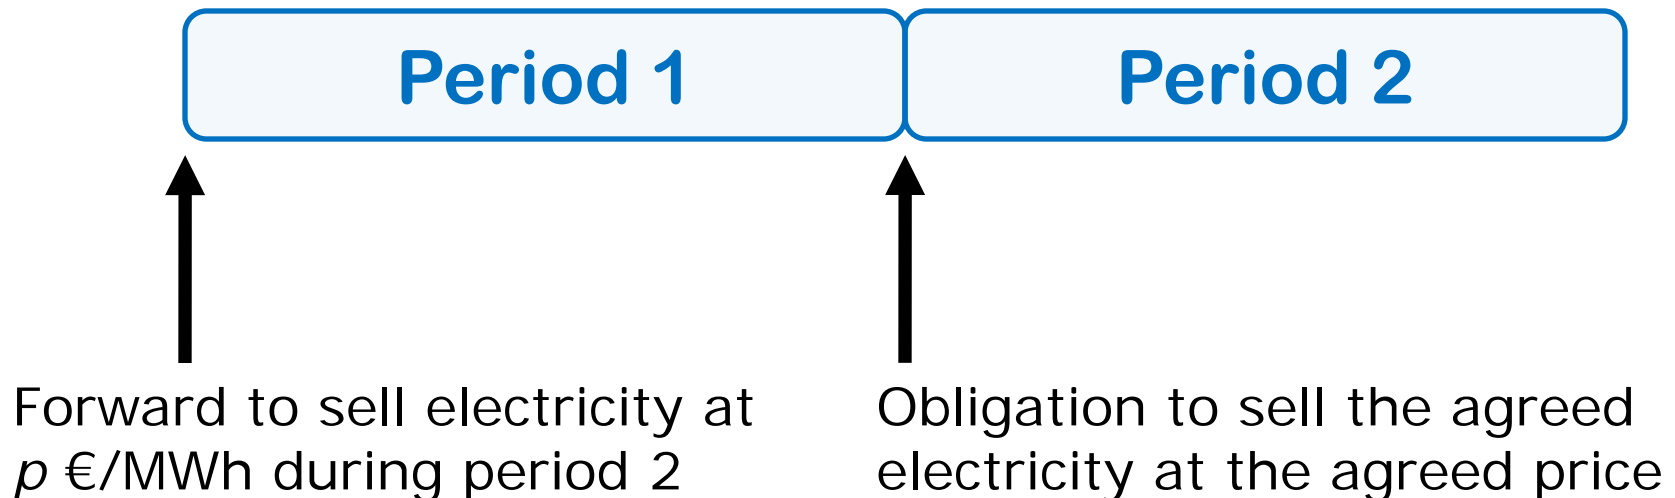 Period 1
Period 2
Forward to sell electricity at
p €/MWh during period 2
Obligation to sell the agreed
electricity at the agreed price